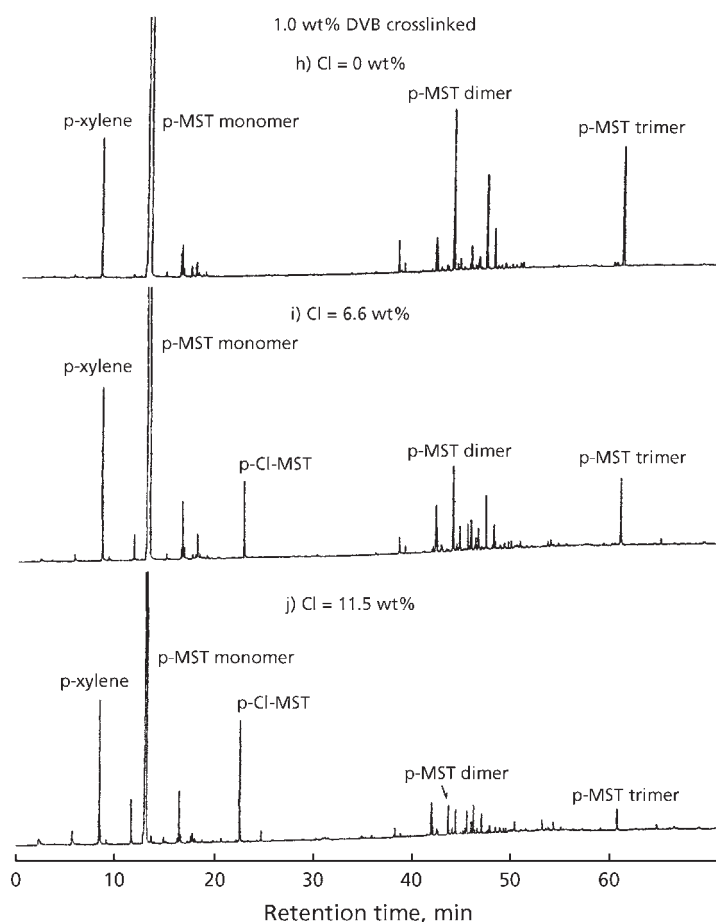 1.0 wt% DVB crosslinked
h) Cl = 0 wt%
p-MST dimer
p-xylene
p-MST monomer
p-MST trimer
i) Cl = 6.6 wt%
p-MST monomer
p-xylene
p-Cl-MST
p-MST dimer
p-MST trimer
j) Cl = 11.5 wt%
p-MST monomer
p-xylene
p-Cl-MST
p-MST dimer
p-MST trimer
0 10 20 30 40 50 60
Retention time, min